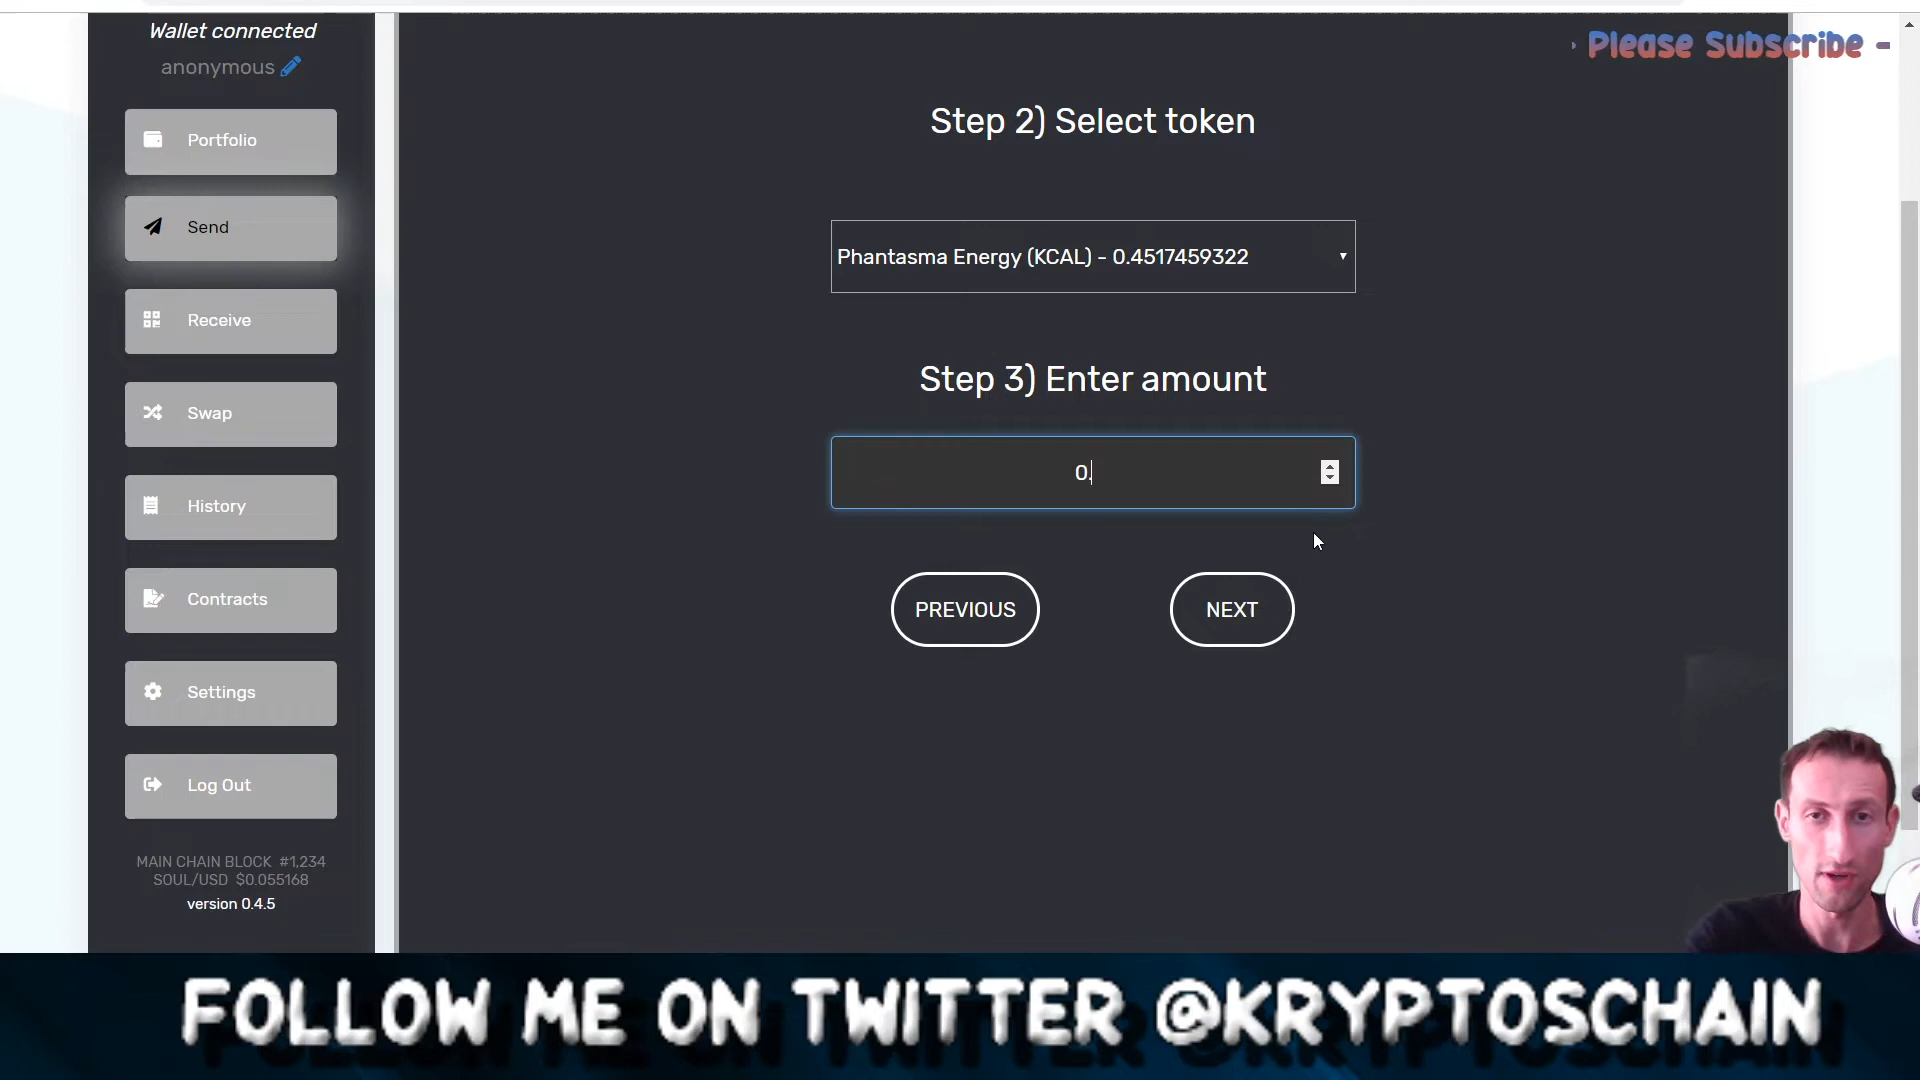 Wallet connected
anonymous
Portfolio
Send
Receive
Swap
History
Contracts
Settings
Log Out
MAIN CHAIN BLOCK #1,234
SOUL/USD $0.055168
version 0.4.5
Please Subscribe -
Step 2) Select token
Phantasma Energy (KCAL) - 0.4517459322
Step 3) Enter amount
0.
PREVIOUS
NEXT
FOLLOW ME ON TWITTER @KRYPTOSCHAIN